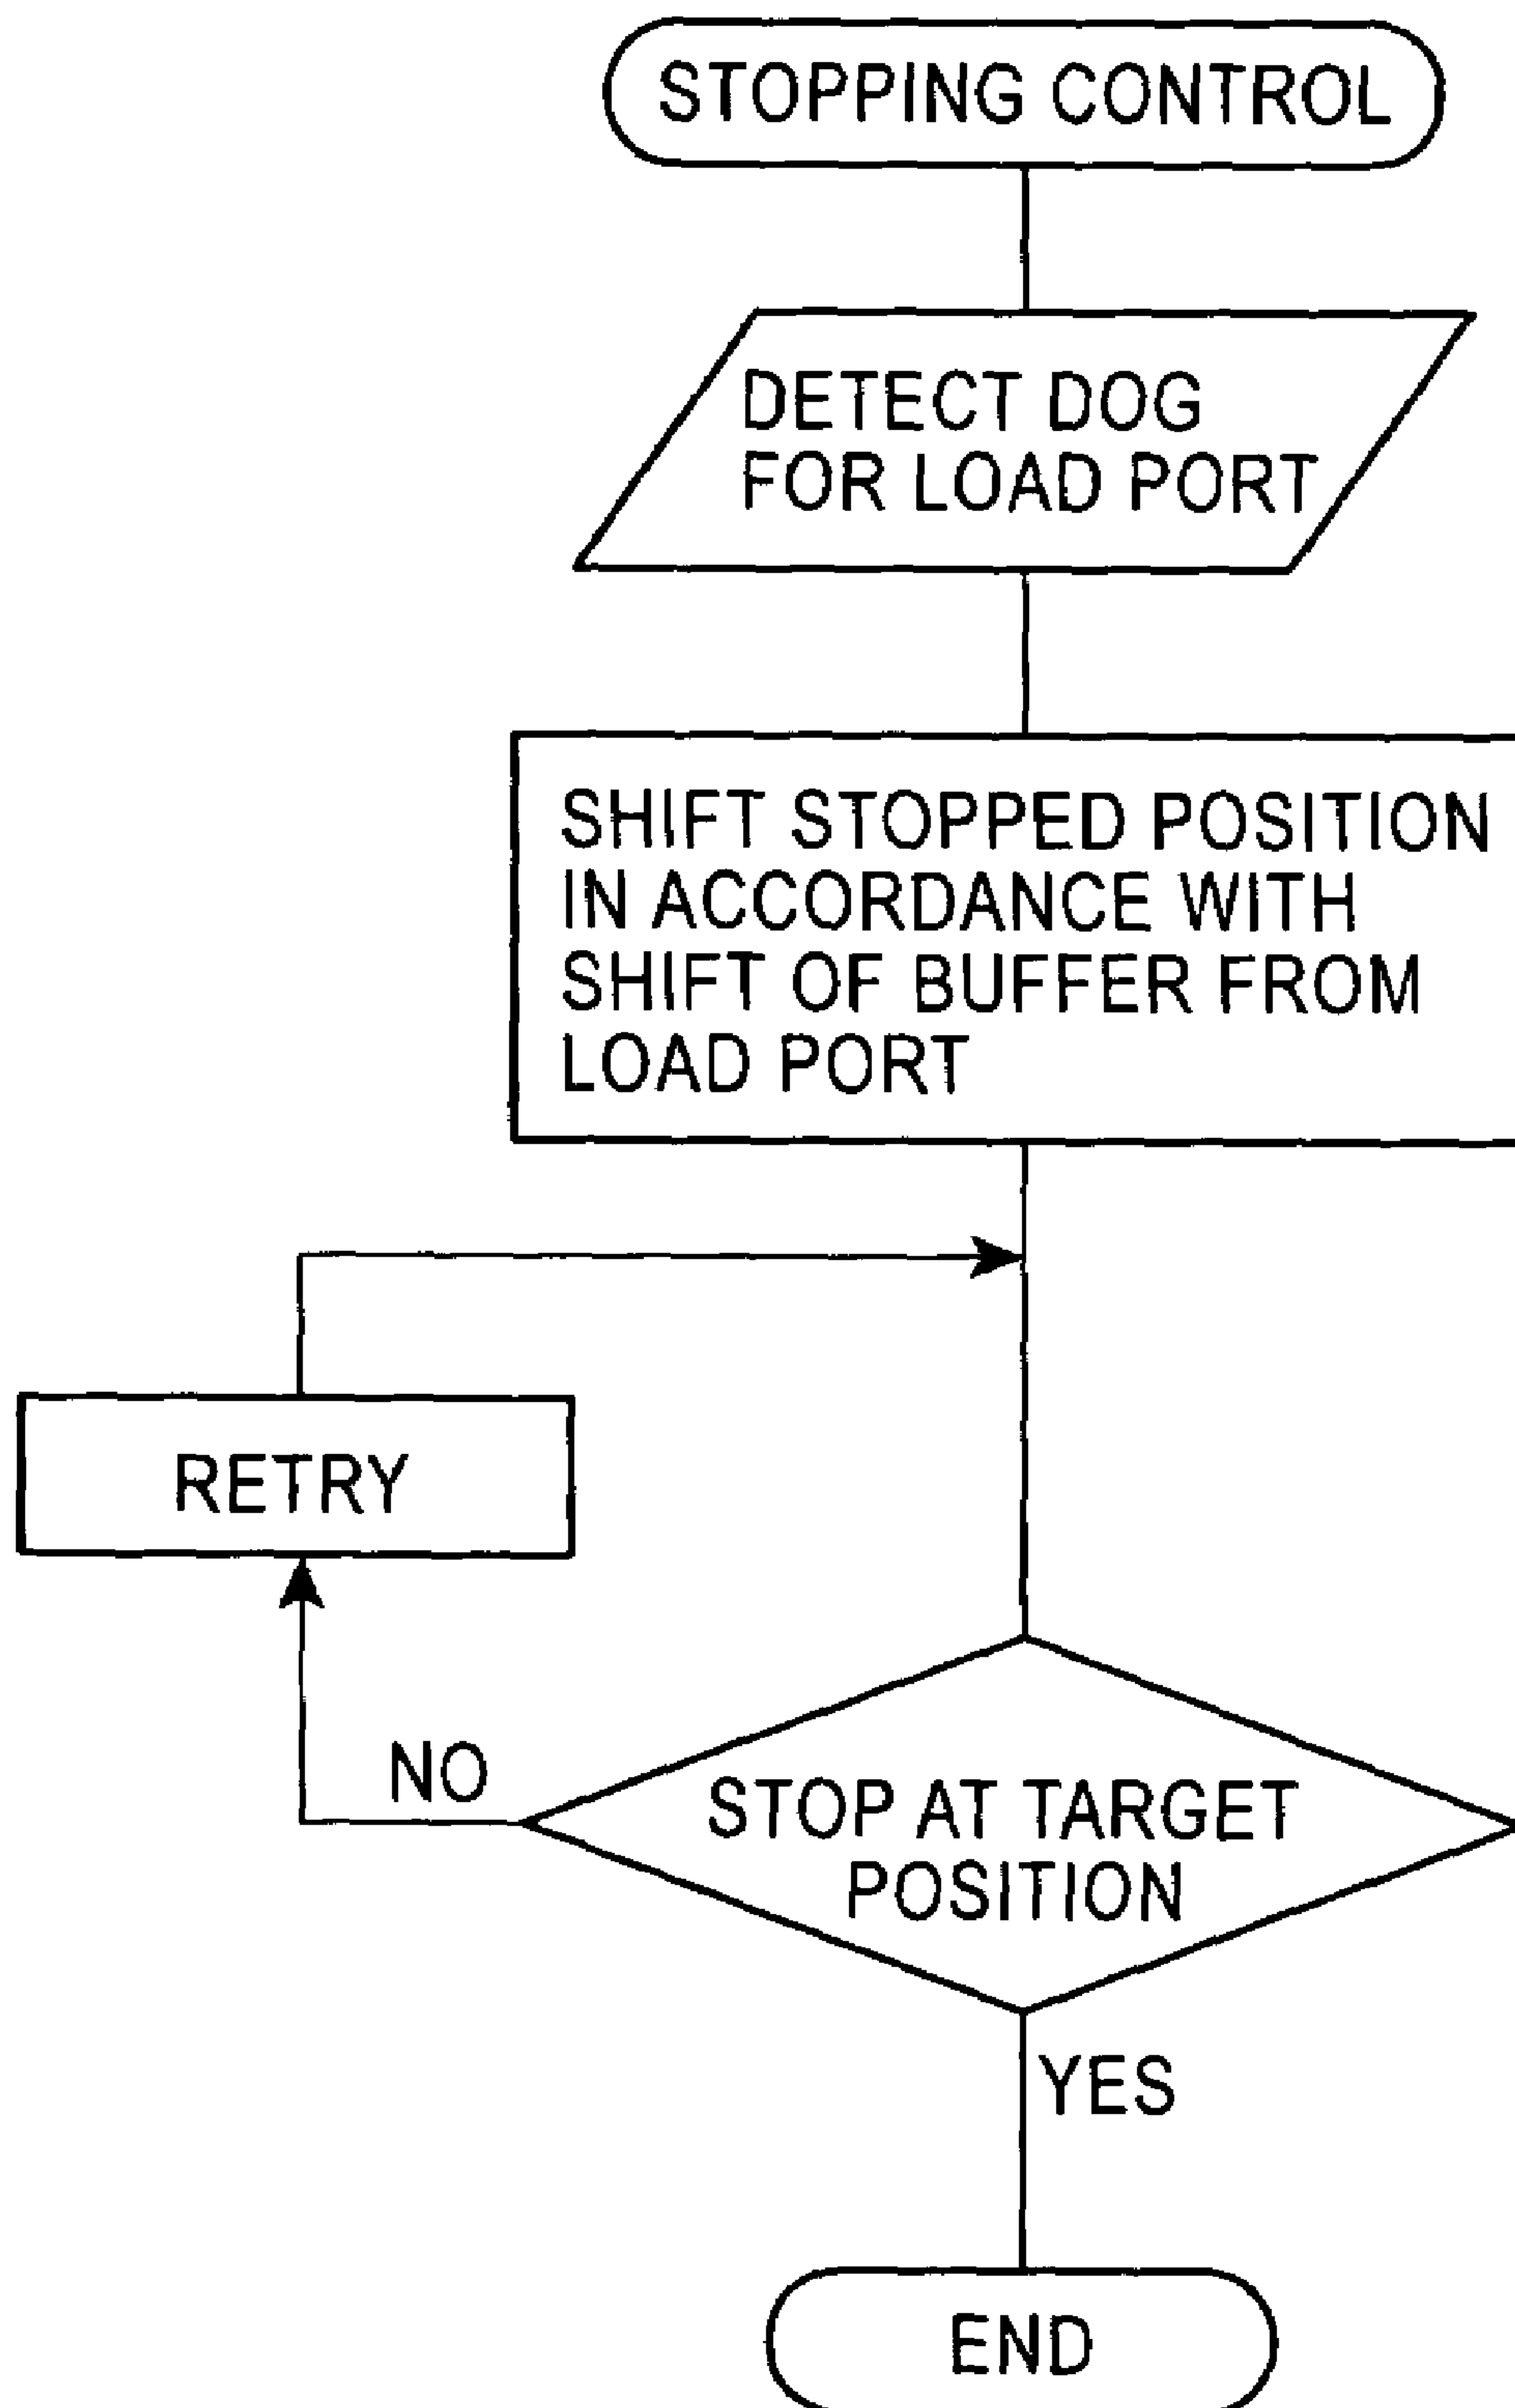 STOPPING CONTROL
DETECT DOG
FOR LOAD PORT
SHIFT STOPPED POSITION
IN ACCORDANCE WITH
SHIFT OF BUFFER FROM
LOAD PORT
RETRY
NO
STOP AT TARGET
POSITION
YES
END